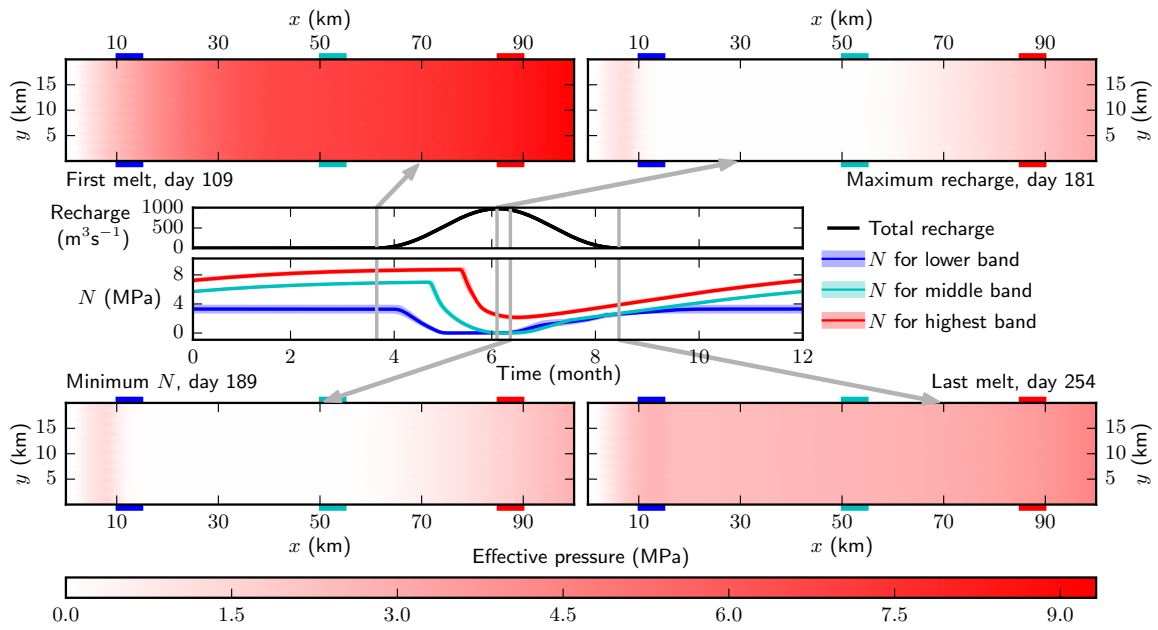 x (km)
x (km)
10 30 50 70 90
10 30 50 70 90
y (km)
15
10
5
15
10
5
y (km)
First melt, day 109
Maximum recharge, day 181
Recharge
(m³s⁻¹)
1000
500
0
N (MPa)
8
4
0
0 2 4 6 8 10 12
Time (month)
Total recharge
N for lower band
N for middle band
N for highest band
Minimum N, day 189
Last melt, day 254
y (km)
15
10
5
15
10
5
y (km)
10 30 50 70 90
10 30 50 70 90
x (km)
x (km)
Effective pressure (MPa)
0.0 1.5 3.0 4.5 6.0 7.5 9.0